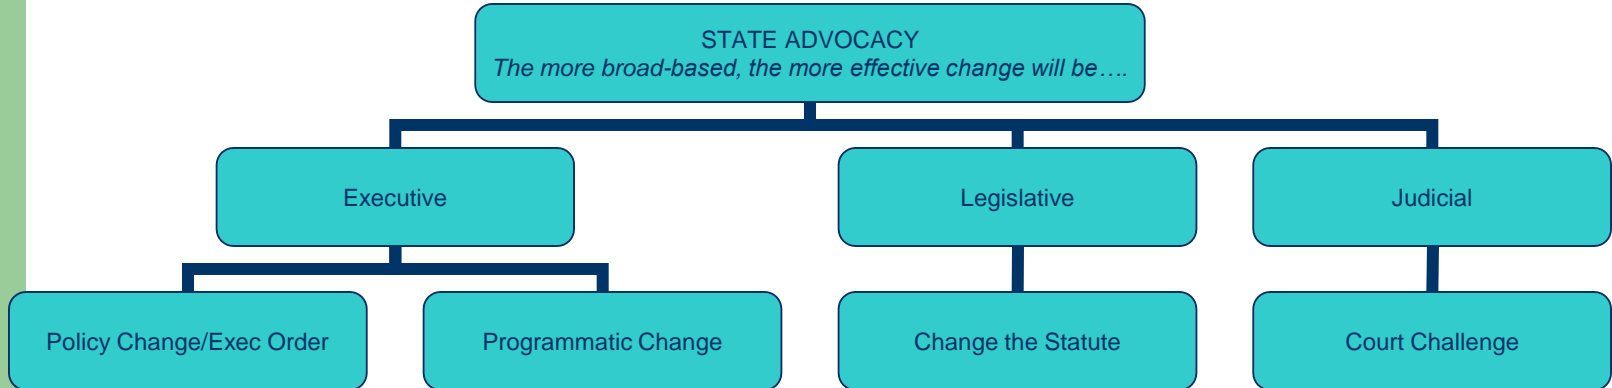 STATE ADVOCACY
The more broad-based, the more effective change will be….
Executive
Legislative
Judicial
Policy Change/Exec Order
Programmatic Change
Change the Statute
Court Challenge